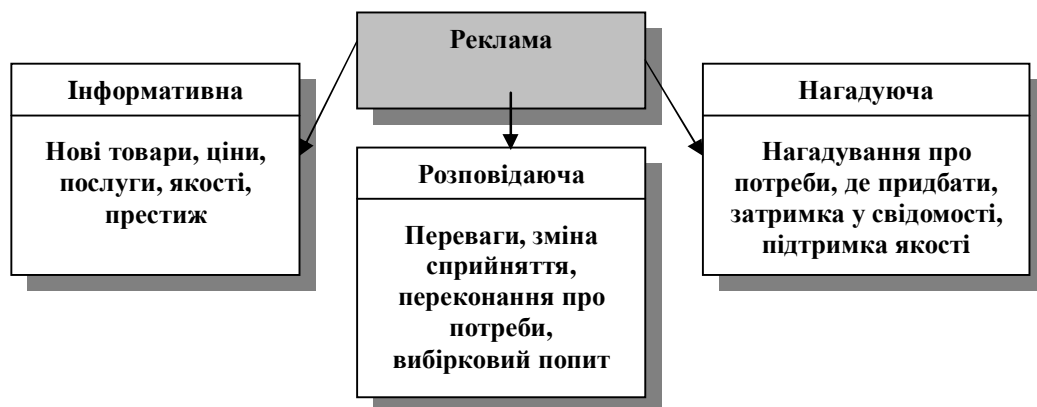 Реклама
Інформативна
Нові товари, ціни,
послуги, якості,
престиж
Розповідаюча
Переваги, зміна
сприйняття,
переконання про
потреби,
вибірковий попит
Нагадуюча
Нагадування про
потреби, де придбати,
затримка у свідомості,
підтримка якості